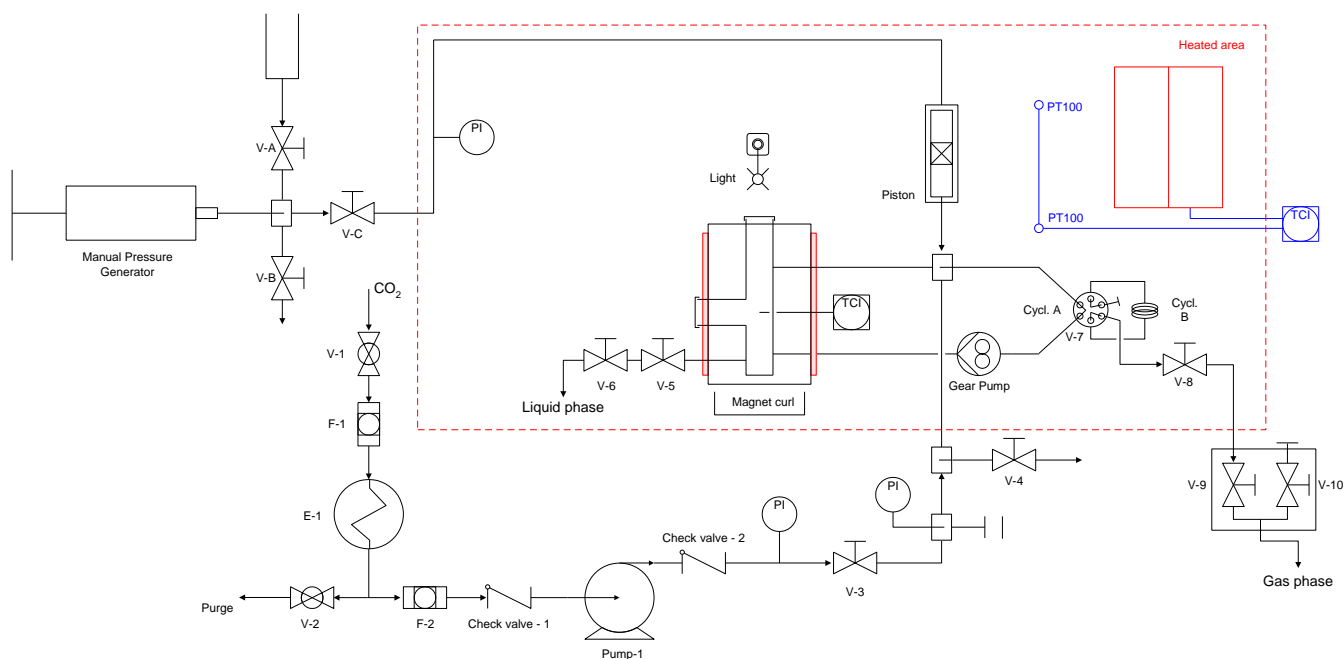 Heated area
PT100
PI
V-A
Light
Piston
PT100
TCI
V-C
Manual Pressure
Generator
V-B
CO2
TCI
Cycl. A
Cycl.
B
V-7
V-1
V-6
V-5
Gear Pump
V-8
Liquid phase
Magnet curl
F-1
V-4
V-9
V-10
PI
E-1
PI
Check valve - 2
Gas phase
V-3
Purge
V-2
F-2
Check valve - 1
Pump-1